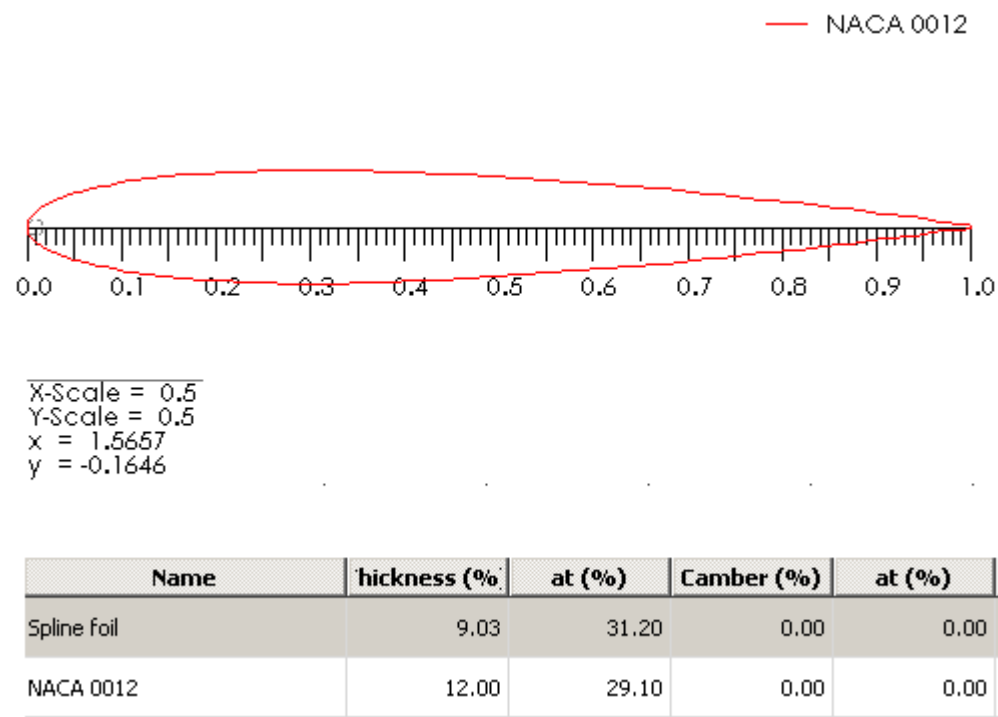 NACA 0012
0.0 0.1 0.2 0.3 0.4 0.5 0.6 0.7 0.8 0.9 1.0
X-Scale = 0.5
Y-Scale = 0.5
x = 1.5657
y = -0.1646
Name hickness (% at (%) Camber (%) at (%)
Spline foil 9.03 31.20 0.00 0.00
NACA 0012 12.00 29.10 0.00 0.00